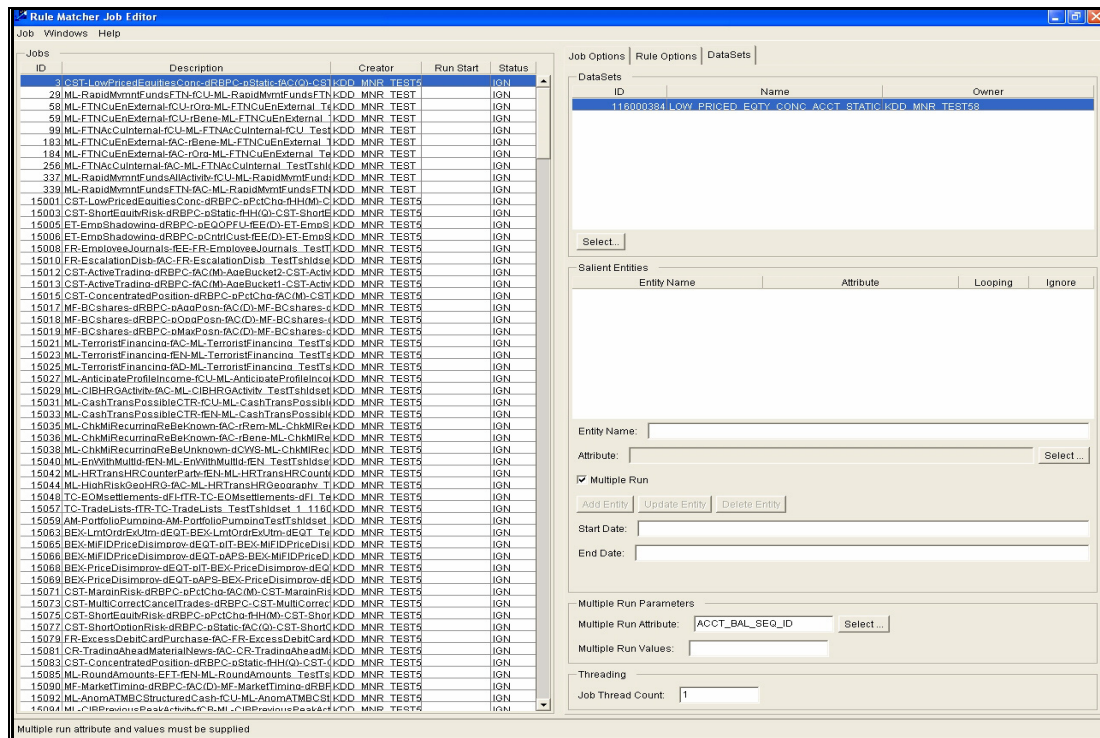 Rule Matcher Job Editor
Job Windows Help
Jobs
ID Description Creator Run Start Status
3 CST-LowPricedEquitiesConc-dRBPC-pStatic-fAC(Q)-CST KDD_MNR_TEST5 IGN
29 ML-RapidMvmntFundsFTN-fCU-ML-RapidMvmtFundsFTN KDD_MNR_TEST IGN
58 ML-FTNCuEnExternal-fCU-rOrg-ML-FTNCuEnExternal_Te KDD_MNR_TEST IGN
59 ML-FTNCuEnExternal-fCU-rBene-ML-FTNCuEnExternal_T KDD_MNR_TEST IGN
99 ML-FTNAcCuInternal-fCU-ML-FTNAcCuInternal-fCU_Test KDD_MNR_TEST IGN
183 ML-FTNCuEnExternal-fAC-rBene-ML-FTNCuEnExternal_T KDD_MNR_TEST IGN
184 ML-FTNCuEnExternal-fAC-rOrg-ML-FTNCuEnExternal_Te KDD_MNR_TEST IGN
256 ML-FTNAcCuInternal-fAC-ML-FTNAcCuInternal_TestTshl KDD_MNR_TEST IGN
337 ML-RapidMvmntFundsAllActivity-fCU-ML-RapidMvmtFund KDD_MNR_TEST IGN
339 ML-RapidMvmntFundsFTN-fAC-ML-RapidMvmtFundsFTN KDD_MNR_TEST IGN
15001 CST-LowPricedEquitiesConc-dRBPC-pPctChg-fHH(M)-C KDD_MNR_TEST5 IGN
15003 CST-ShortEquityRisk-dRBPC-pStatic-fHH(Q)-CST-ShortE KDD_MNR_TEST5 IGN
15005 ET-EmpShadowing-dRBPC-pEQOPFU-fEE(D)-ET-EmpS KDD_MNR_TEST5 IGN
15006 ET-EmpShadowing-dRBPC-pCntrlCust-fEE(D)-ET-EmpS KDD_MNR_TEST5 IGN
15008 FR-EmployeeJournals-fEE-FR-EmployeeJournals_TestT KDD_MNR_TEST5 IGN
15010 FR-EscalationDisb-fAC-FR-EscalationDisb_TestTshldse KDD_MNR_TEST5 IGN
15012 CST-ActiveTrading-dRBPC-fAC(M)-AgeBucket2-CST-Activ KDD_MNR_TEST5 IGN
15013 CST-ActiveTrading-dRBPC-fAC(M)-AgeBucket1-CST-Activ KDD_MNR_TEST5 IGN
15015 CST-ConcentratedPosition-dRBPC-pPctChg-fAC(M)-CST KDD_MNR_TEST5 IGN
15017 MF-BCshares-dRBPC-pAggPosn-fAC(D)-MF-BCshares-d KDD_MNR_TEST5 IGN
15018 MF-BCshares-dRBPC-pOpgPosn-fAC(D)-MF-BCshares- KDD_MNR_TEST5 IGN
15019 MF-BCshares-dRBPC-pMaxPosn-fAC(D)-MF-BCshares-d KDD_MNR_TEST5 IGN
15021 ML-TerroristFinancing-fAC-ML-TerroristFinancing_TestTs KDD_MNR_TEST5 IGN
15023 ML-TerroristFinancing-fEN-ML-TerroristFinancing_TestTs KDD_MNR_TEST5 IGN
15025 ML-TerroristFinancing-fAD-ML-TerroristFinancing_TestTs KDD_MNR_TEST5 IGN
15027 ML-AnticipateProfileIncome-fCU-ML-AnticipateProfileInco KDD_MNR_TEST5 IGN
15029 ML-CIBHRGActivity-fAC-ML-CIBHRGActivity_TestTshldset KDD_MNR_TEST5 IGN
15031 ML-CashTransPossibleCTR-fCU-ML-CashTransPossibl KDD_MNR_TEST5 IGN
15033 ML-CashTransPossibleCTR-fEN-ML-CashTransPossibl KDD_MNR_TEST5 IGN
15035 ML-ChkMiRecurringReBeKnown-fAC-rRem-ML-ChkMIRe KDD_MNR_TEST5 IGN
15036 ML-ChkMiRecurringReBeKnown-fAC-rBene-ML-ChkMIRe KDD_MNR_TEST5 IGN
15038 ML-ChkMiRecurringReBeUnknown-dCWS-ML-ChkMIRec KDD_MNR_TEST5 IGN
15040 ML-EnWithMultId-fEN-ML-EnWithMultId-fEN_TestTshldse KDD_MNR_TEST5 IGN
15042 ML-HRTransHRCounterParty-fEN-ML-HRTransHRCount KDD_MNR_TEST5 IGN
15044 ML-HighRiskGeoHRG-fAC-ML-HRTransHRGeography_T KDD_MNR_TEST5 IGN
15048 TC-EOMsettlements-dFI-fTR-TC-EOMsettlements-dFI_Te KDD_MNR_TEST5 IGN
15057 TC-TradeLists-fTR-TC-TradeLists_TestTshldset_1_1160 KDD_MNR_TEST5 IGN
15059 AM-PortfolioPumping-AM-PortfolioPumpingTestTshldset_ KDD_MNR_TEST5 IGN
15063 BEX-LmtOrdrExUtm-dEQT-BEX-LmtOrdrExUtm-dEQT_Te KDD_MNR_TEST5 IGN
15065 BEX-MiFIDPriceDisimprov-dEQT-pIT-BEX-MiFIDPriceDisi KDD_MNR_TEST5 IGN
15066 BEX-MiFIDPriceDisimprov-dEQT-pAPS-BEX-MiFIDPriceD KDD_MNR_TEST5 IGN
15068 BEX-PriceDisimprov-dEQT-pIT-BEX-PriceDisimprov-dEQ KDD_MNR_TEST5 IGN
15069 BEX-PriceDisimprov-dEQT-pAPS-BEX-PriceDisimprov-dE KDD_MNR_TEST5 IGN
15071 CST-MarginRisk-dRBPC-pPctChg-fAC(M)-CST-MarginRis KDD_MNR_TEST5 IGN
15073 CST-MultiCorrectCancelTrades-dRBPC-CST-MultiCorrec KDD_MNR_TEST5 IGN
15075 CST-ShortEquityRisk-dRBPC-pPctChg-fHH(M)-CST-Shor KDD_MNR_TEST5 IGN
15077 CST-ShortOptionRisk-dRBPC-pStatic-fAC(Q)-CST-ShortO KDD_MNR_TEST5 IGN
15079 FR-ExcessDebitCardPurchase-fAC-FR-ExcessDebitCard KDD_MNR_TEST5 IGN
15081 CR-TradingAheadMaterialNews-fAC-CR-TradingAheadM KDD_MNR_TEST5 IGN
15083 CST-ConcentratedPosition-dRBPC-pStatic-fHH(Q)-CST- KDD_MNR_TEST5 IGN
15085 ML-RoundAmounts-EFT-fEN-ML-RoundAmounts_TestTs KDD_MNR_TEST5 IGN
15090 MF-MarketTiming-dRBPC-fAC(D)-MF-MarketTiming-dRBP KDD_MNR_TEST5 IGN
15092 ML-AnomATMBCStructuredCash-fCU-ML-AnomATMBCSt KDD_MNR_TEST5 IGN
15094 ML-CIBPreviousPeakActivity-fCB-ML-CIBPreviousPeakAct KDD_MNR_TEST5 IGN
Job Options Rule Options DataSets
DataSets
ID Name Owner
116000384 LOW_PRICED_EQTY_CONC_ACCT_STATIC KDD_MNR_TEST58
Select...
Salient Entities
Entity Name Attribute Looping Ignore
Entity Name:
Attribute: Select ...
Multiple Run
Add Entity Update Entity Delete Entity
Start Date:
End Date:
Multiple Run Parameters
Multiple Run Attribute: ACCT_BAL_SEQ_ID Select ...
Multiple Run Values:
Threading
Job Thread Count: 1
Multiple run attribute and values must be supplied